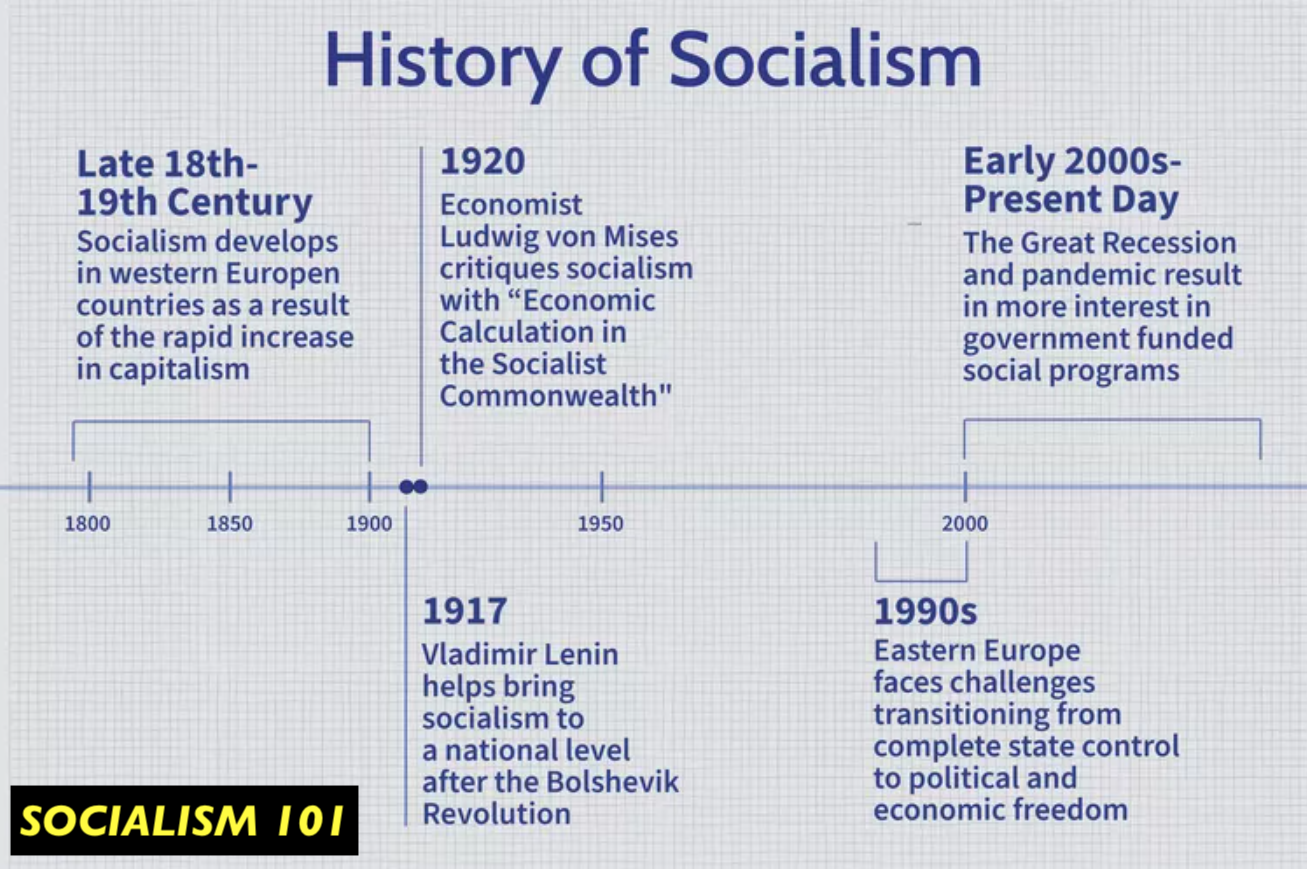 History of Socialism
Late 18th-
19th Century
Socialism develops
in western Europen
countries as a result
of the rapid increase
in capitalism
1920
Economist
Ludwig von Mises
critiques socialism
with “Economic
Calculation in
the Socialist
Commonwealth"
Early 2000s-
Present Day
The Great Recession
and pandemic result
in more interest in
government funded
social programs
1800
1850
1900
1950
2000
1917
Vladimir Lenin
helps bring
socialism to
a national level
after the Bolshevik
Revolution
1990s
Eastern Europe
faces challenges
transitioning from
complete state control
to political and
economic freedom
SOCIALISM 101